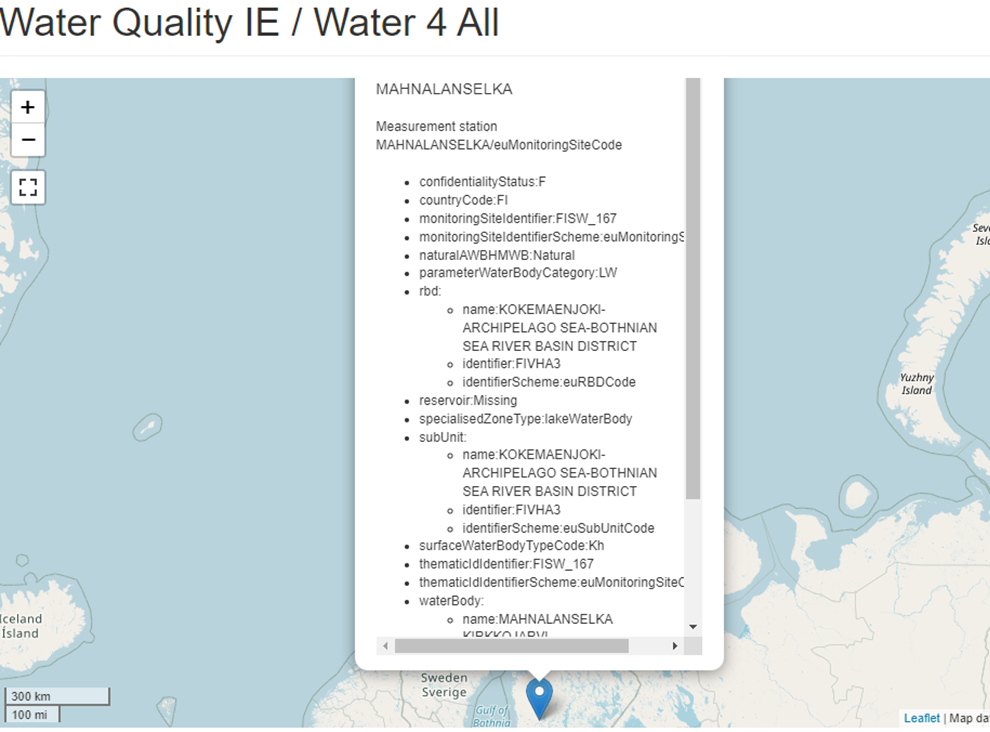 Water Quality IE / Water 4 All
+
−
MAHNALANSELKA
Measurement station
MAHNALANSELKA/euMonitoringSiteCode
confidentialityStatus:F
countryCode:FI
monitoringSiteIdentifier:FISW_167
monitoringSiteIdentifierScheme:euMonitoringS
naturalAWBHMWB:Natural
parameterWaterBodyCategory:LW
rbd:
name:KOKEMAENJOKI-
ARCHIPELAGO SEA-BOTHNIAN
SEA RIVER BASIN DISTRICT
identifier:FIVHA3
identifierScheme:euRBDCode
reservoir:Missing
specialisedZoneType:lakeWaterBody
subUnit:
name:KOKEMAENJOKI-
ARCHIPELAGO SEA-BOTHNIAN
SEA RIVER BASIN DISTRICT
identifier:FIVHA3
identifierScheme:euSubUnitCode
surfaceWaterBodyTypeCode:Kh
thematicIdIdentifier:FISW_167
thematicIdIdentifierScheme:euMonitoringSiteC
waterBody:
name:MAHNALANSELKA
KIRKKOJARVI
Seve
Isla
Yuzhny
Island
Iceland
Ísland
Sweden
Sverige
Gulf of
Bothnia
300 km
100 mi
Leaflet | Map da